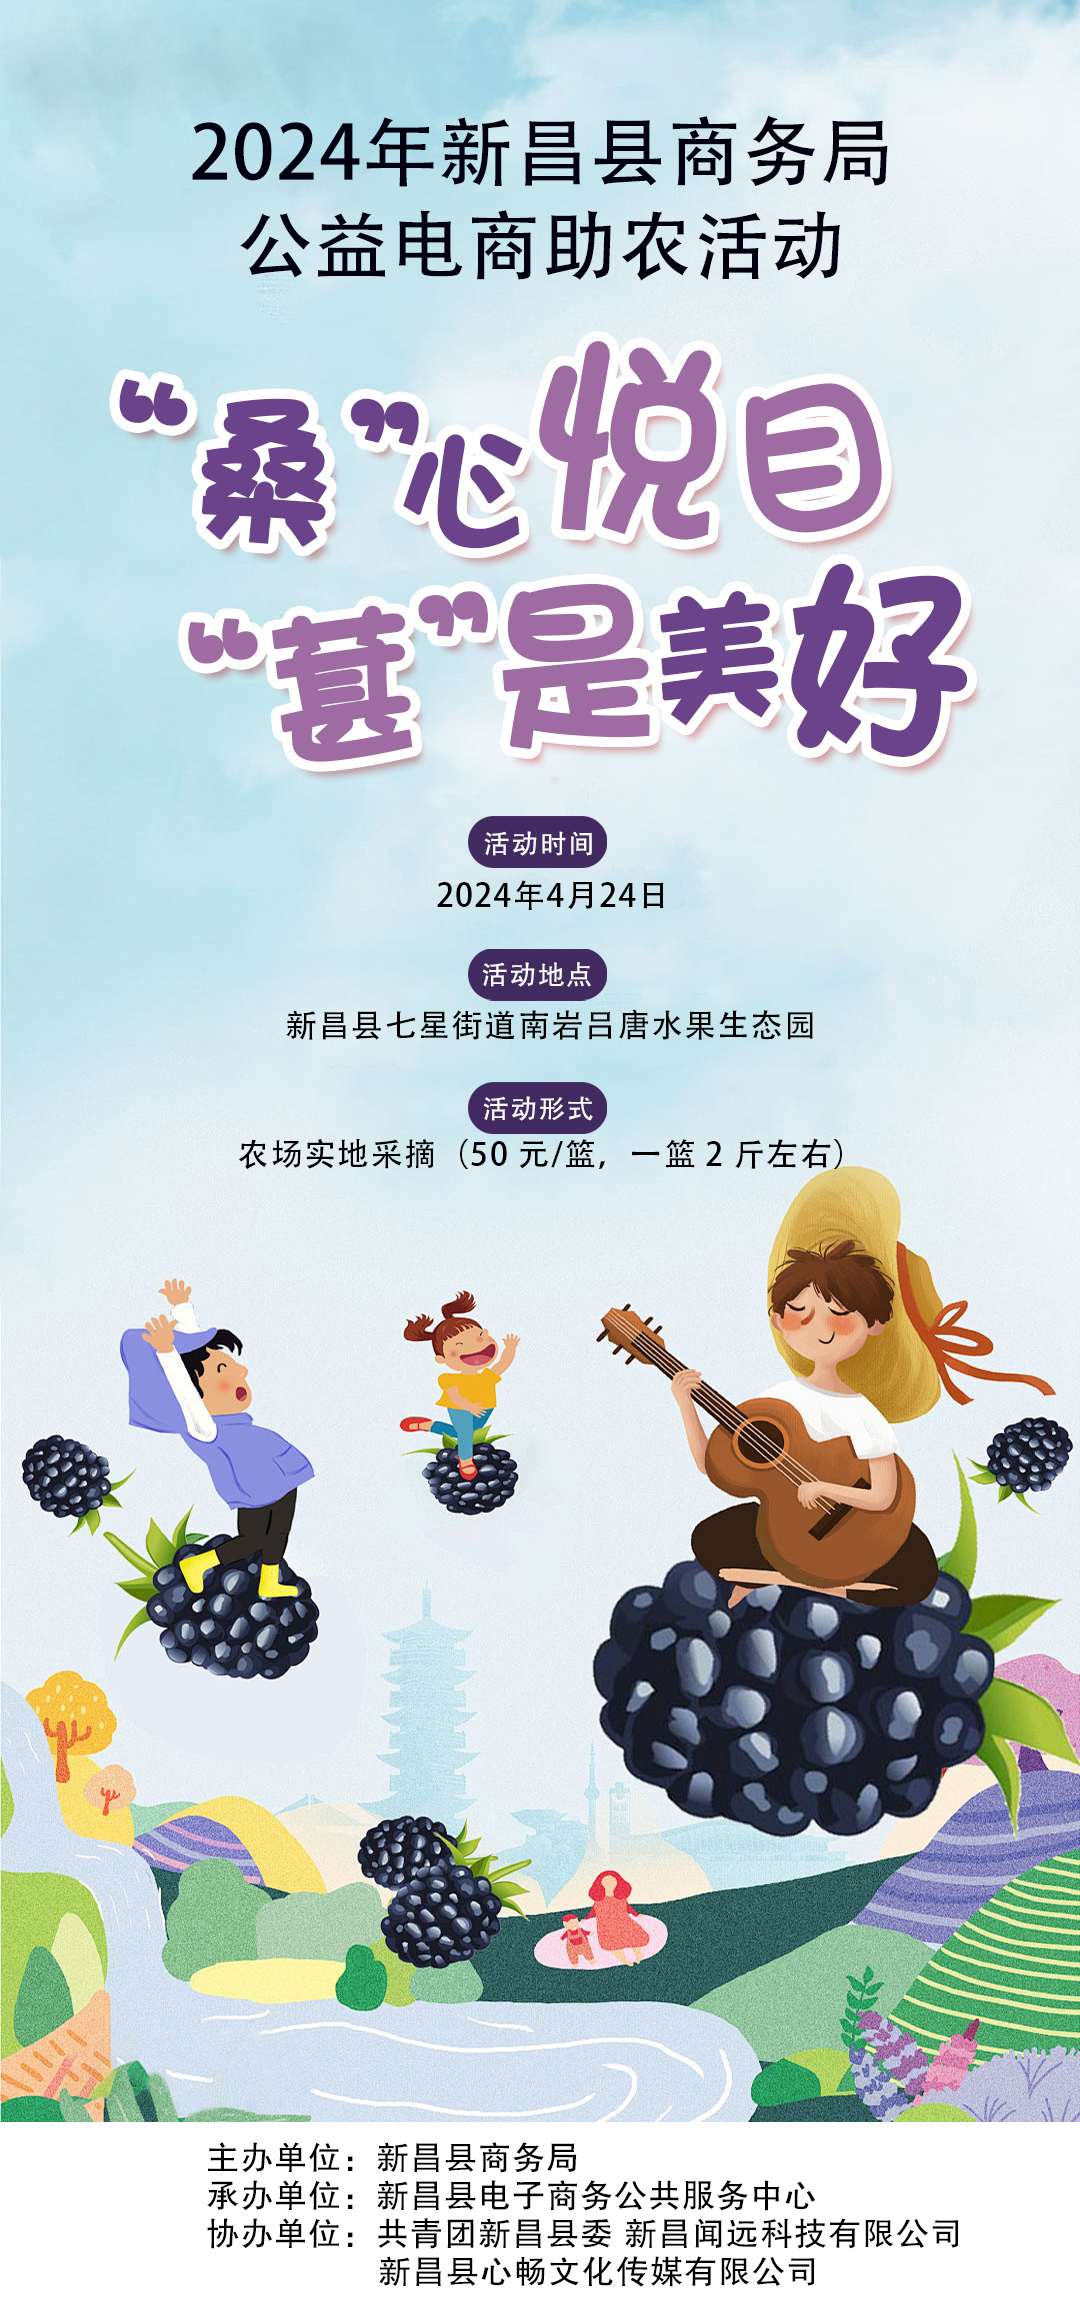 2024年新昌县商务局
公益电商助农活动
“桑”心悦目
“葚”是美好
活动时间
2024年4月24日
活动地点
新昌县七星街道南岩吕唐水果生态园
活动形式
农场实地采摘（50 元/篮，一篮 2 斤左右）
主办单位：新昌县商务局
承办单位：新昌县电子商务公共服务中心
协办单位：共青团新昌县委 新昌闻远科技有限公司
新昌县心畅文化传媒有限公司